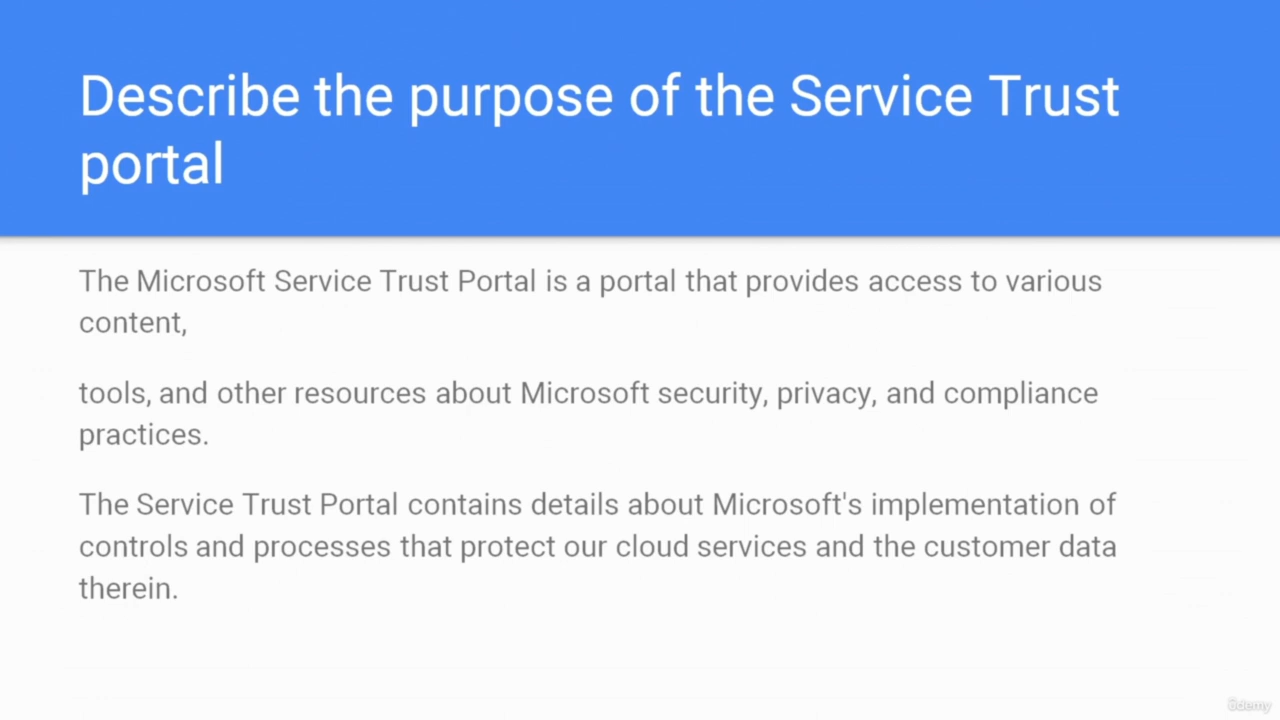 Describe the purpose of the Service Trust
portal
The Microsoft Service Trust Portal is a portal that provides access to various
content,
tools, and other resources about Microsoft security, privacy, and compliance
practices.
The Service Trust Portal contains details about Microsoft's implementation of
controls and processes that protect our cloud services and the customer data
therein.
ûdemy